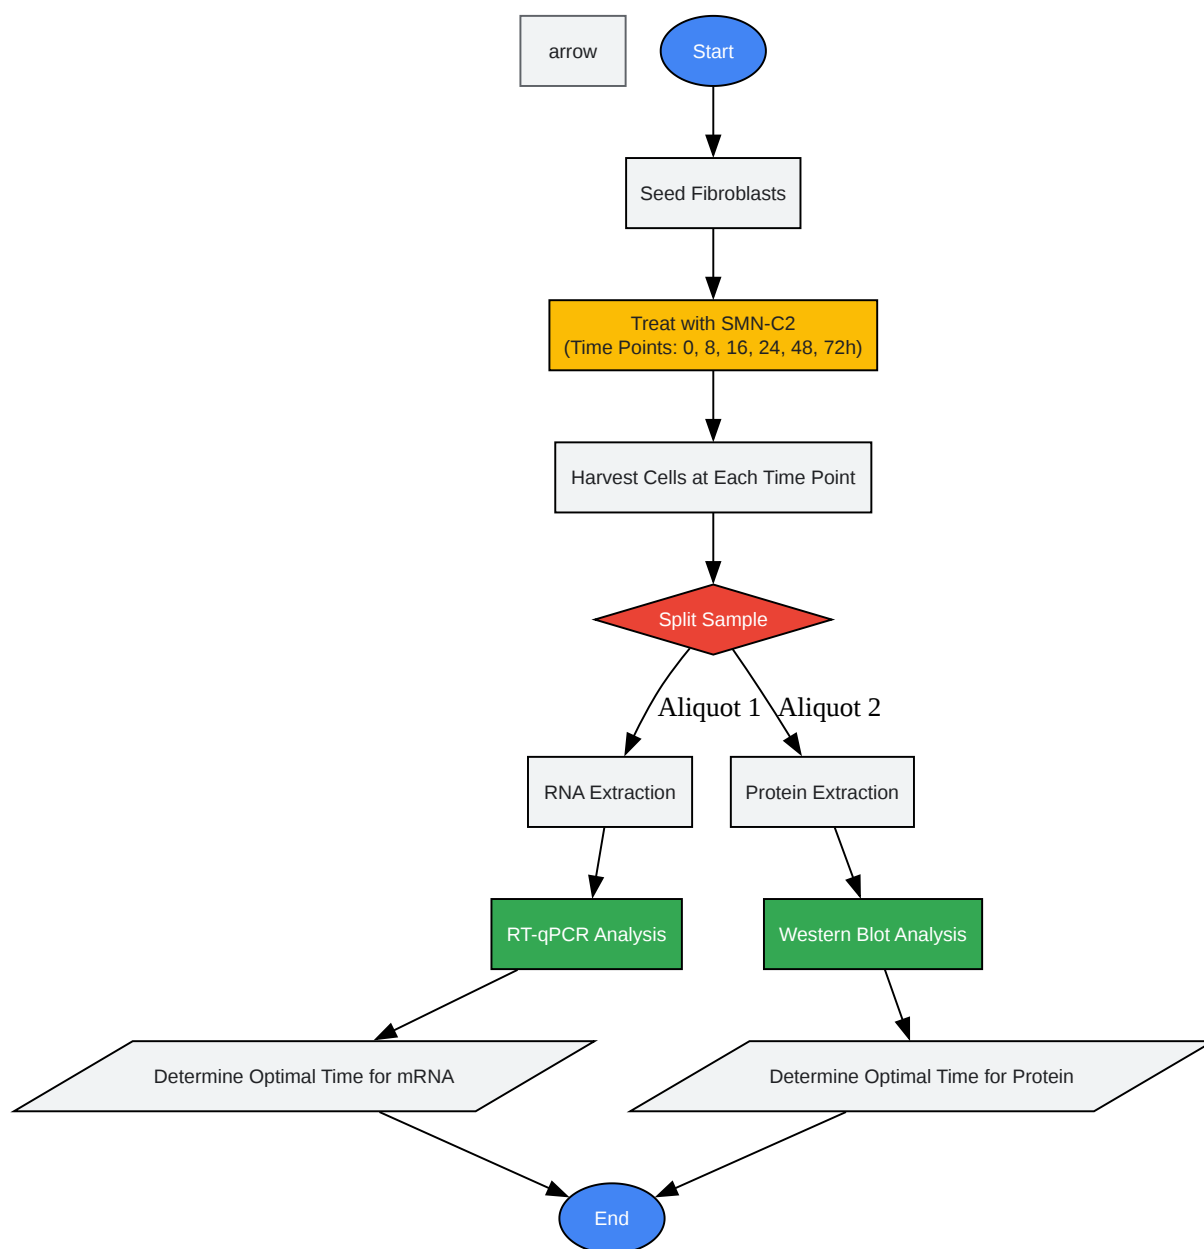 arrow
Start
Seed Fibroblasts
Treat with SMN-C2
(Time Points: 0, 8, 16, 24, 48, 72h)
Harvest Cells at Each Time Point
Split Sample
Aliquot 1
Aliquot 2
RNA Extraction
Protein Extraction
RT-qPCR Analysis
Western Blot Analysis
Determine Optimal Time for mRNA
Determine Optimal Time for Protein
End